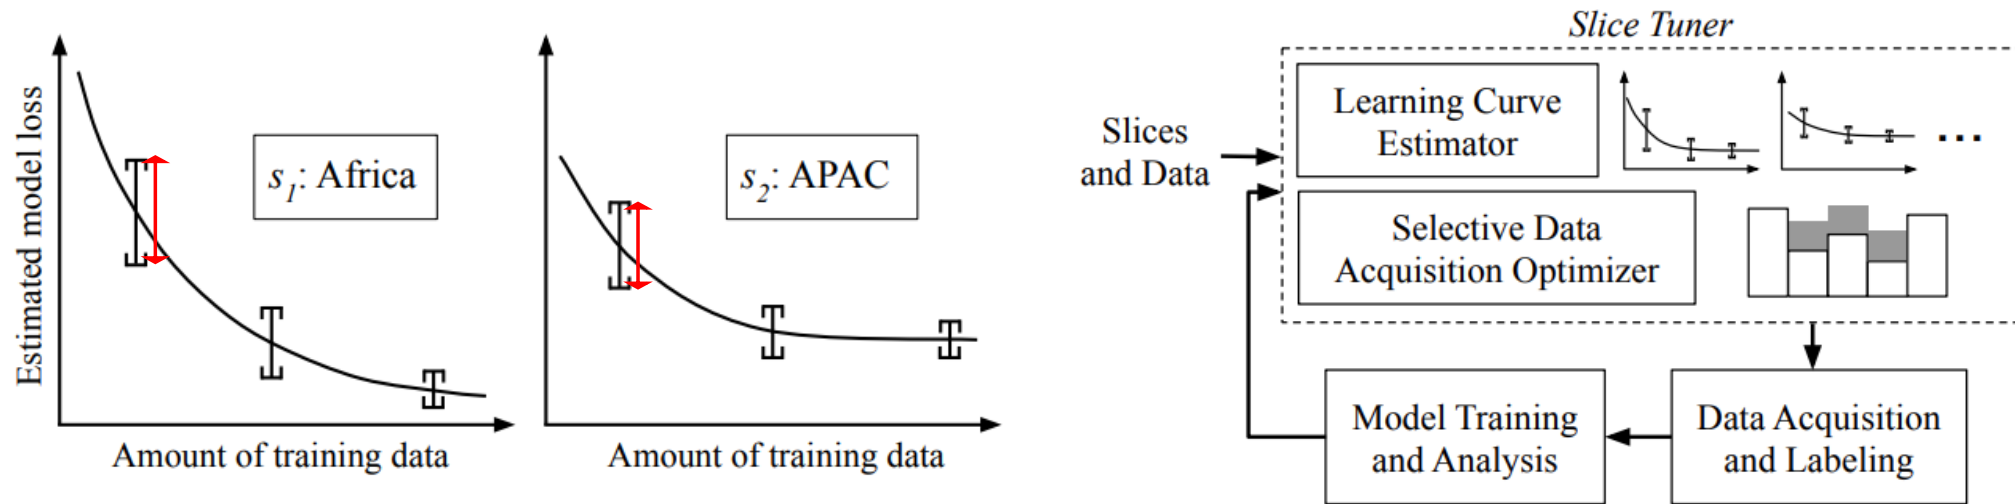 Estimated model loss
s1: Africa
Amount of training data
s2: APAC
Amount of training data
Slice Tuner
Slices
and Data
Learning Curve
Estimator
...
Selective Data
Acquisition Optimizer
Model Training
and Analysis
Data Acquisition
and Labeling